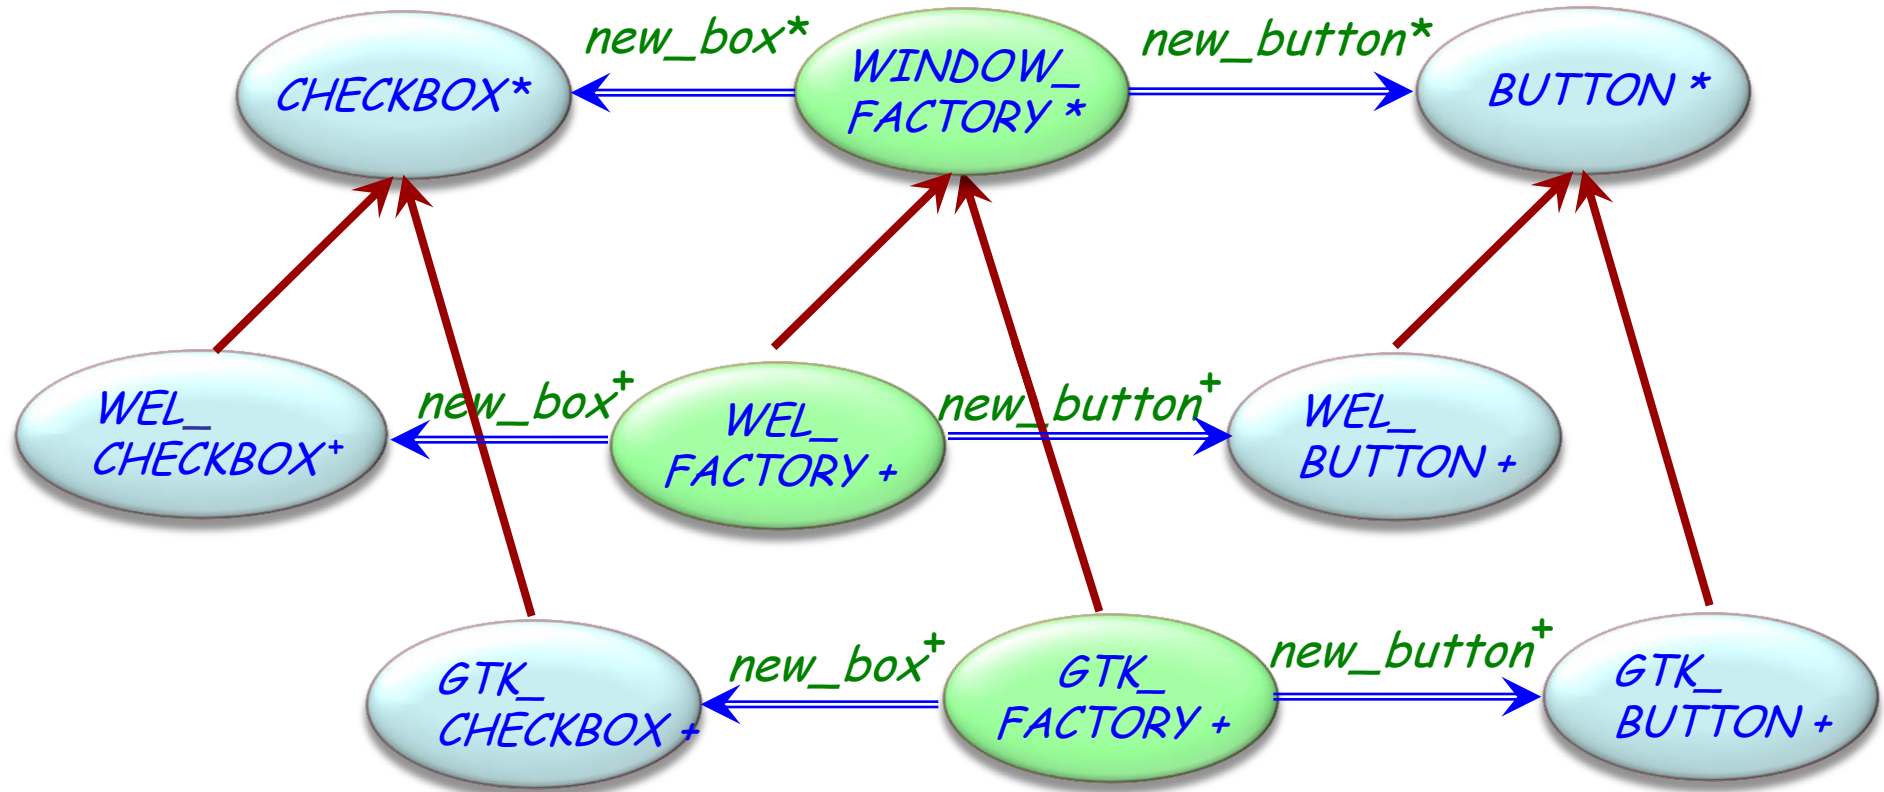 new_box*
new_button*
CHECKBOX*
WINDOW_
FACTORY *
BUTTON *
WEL_
CHECKBOX+
new_box+
WEL_
FACTORY +
new_button+
WEL_
BUTTON +
GTK_
CHECKBOX +
new_box+
GTK_
FACTORY +
new_button+
GTK_
BUTTON +